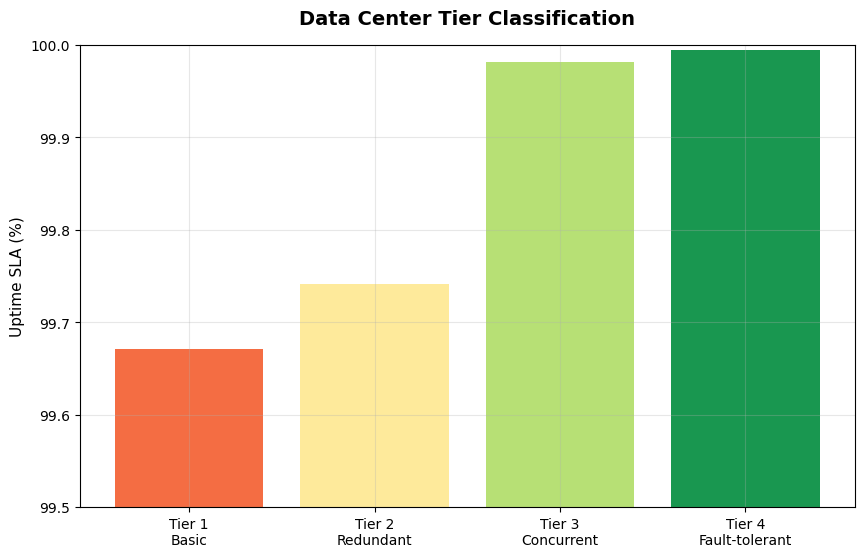 Data Center Tier Classification
Uptime SLA (%)
100.0
99.9
99.8
99.7
99.6
99.5
Tier 1
Basic
Tier 2
Redundant
Tier 3
Concurrent
Tier 4
Fault-tolerant